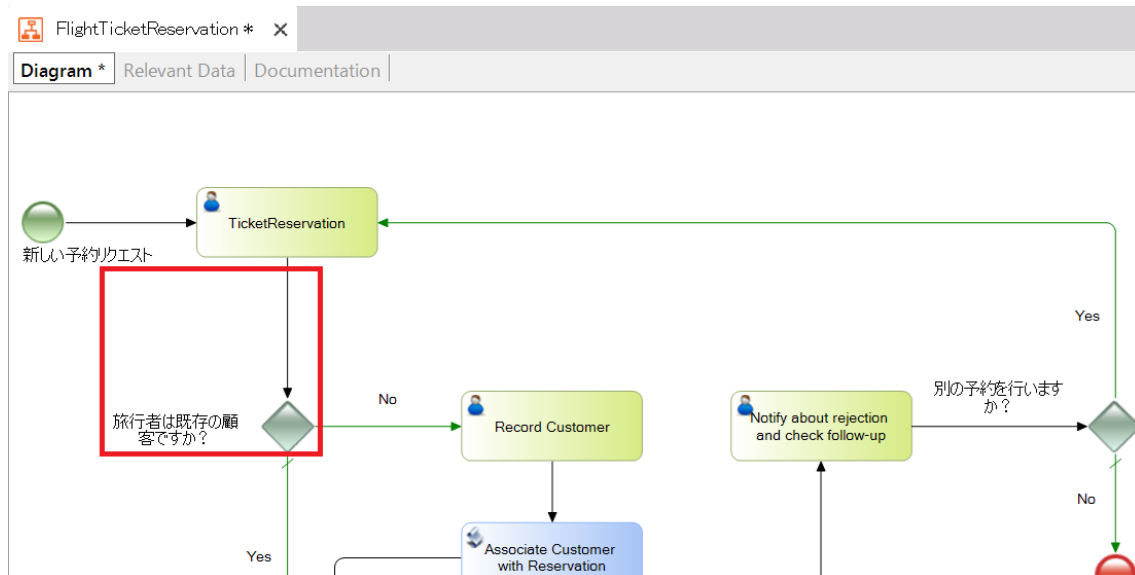 FlightTicketReservation *
Diagram * Relevant Data Documentation
TicketReservation
新しい予約リクエスト
Yes
旅行者は既存の顧
客ですか？
No
Record Customer
Notify about rejection
and check follow-up
別の予約を行います
か？
Yes
Associate Customer
with Reservation
No